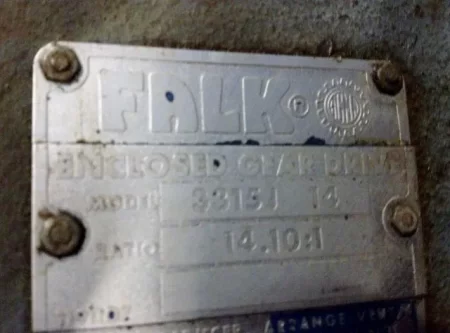 FALK®
ENCLOSED GEAR DRIVE
MODEL 3315J 14
RATIO 14.10:1